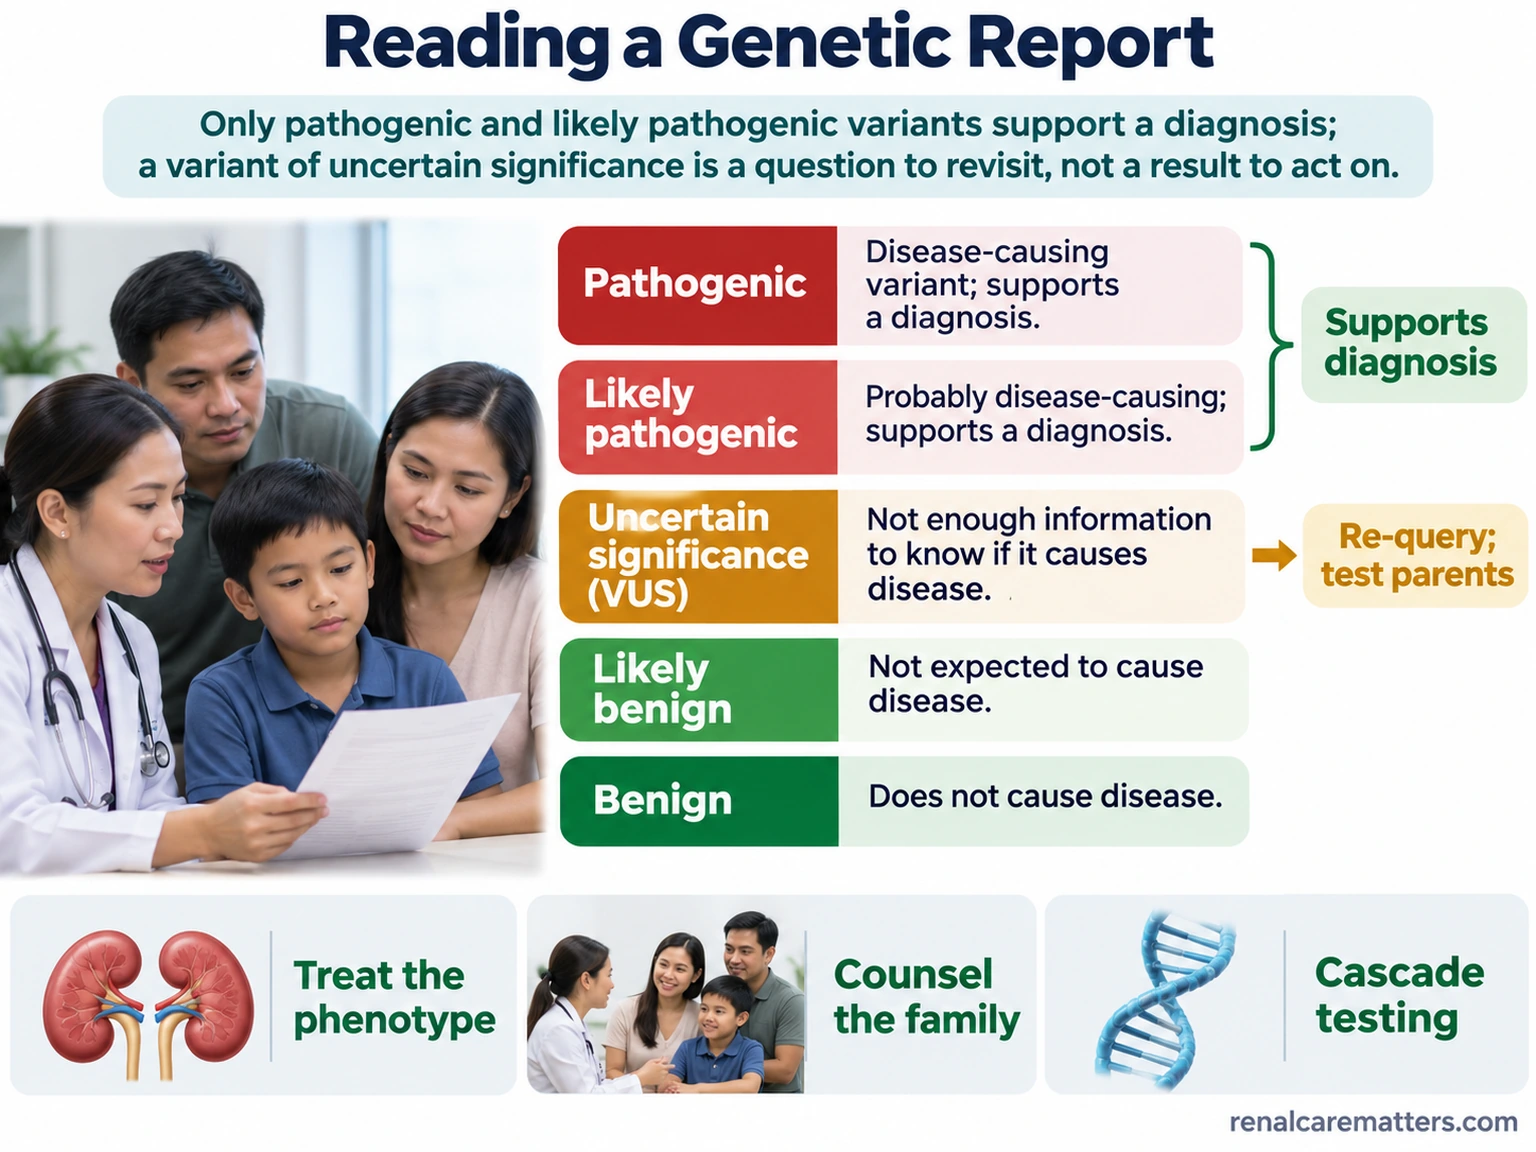 Reading a Genetic Report
Only pathogenic and likely pathogenic variants support a diagnosis;
a variant of uncertain significance is a question to revisit, not a result to act on.
Pathogenic
Disease-causing
variant; supports
a diagnosis.
Likely
pathogenic
Probably disease-causing;
supports a diagnosis.
Supports
diagnosis
Uncertain
significance
(VUS)
Not enough information
to know if it causes
disease.
Re-query;
test parents
Likely
benign
Not expected to cause
disease.
Benign
Does not cause disease.
Treat the
phenotype
Counsel
the family
Cascade
testing
renalcarematters.com